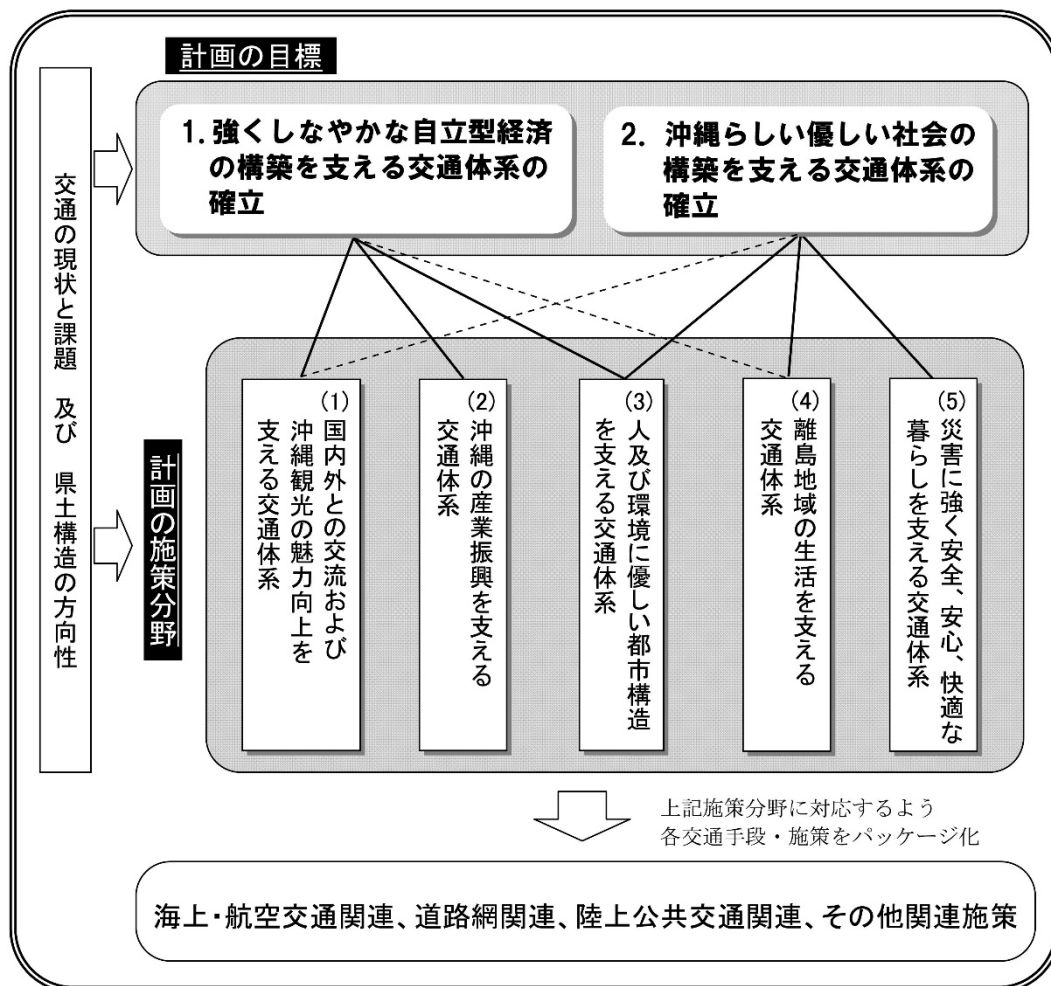 計画の目標
1. 強くしなやかな自立型経済
の構築を支える交通体系の
確立
2. 沖縄らしい優しい社会の
構築を支える交通体系の
確立
交通の現状と課題 及び 県土構造の方向性
計画の施策分野
(1)国内外との交流および
沖縄観光の魅力向上を
支える交通体系
(2)沖縄の産業振興を支える
交通体系
(3)人及び環境に優しい都市構造
を支える交通体系
(4)離島地域の生活を支える
交通体系
(5)災害に強く安全、安心、快適な
暮らしを支える交通体系
上記施策分野に対応するよう
各交通手段・施策をパッケージ化
海上・航空交通関連、道路網関連、陸上公共交通関連、その他関連施策